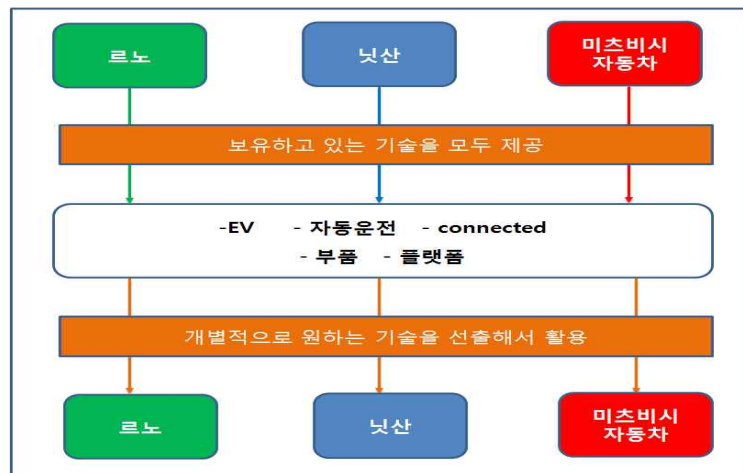 르노
닛산
미츠비시
자동차
보유하고 있는 기술을 모두 제공
-EV - 자동운전 - connected
- 부품 - 플랫폼
개별적으로 원하는 기술을 선출해서 활용
르노
닛산
미츠비시
자동차